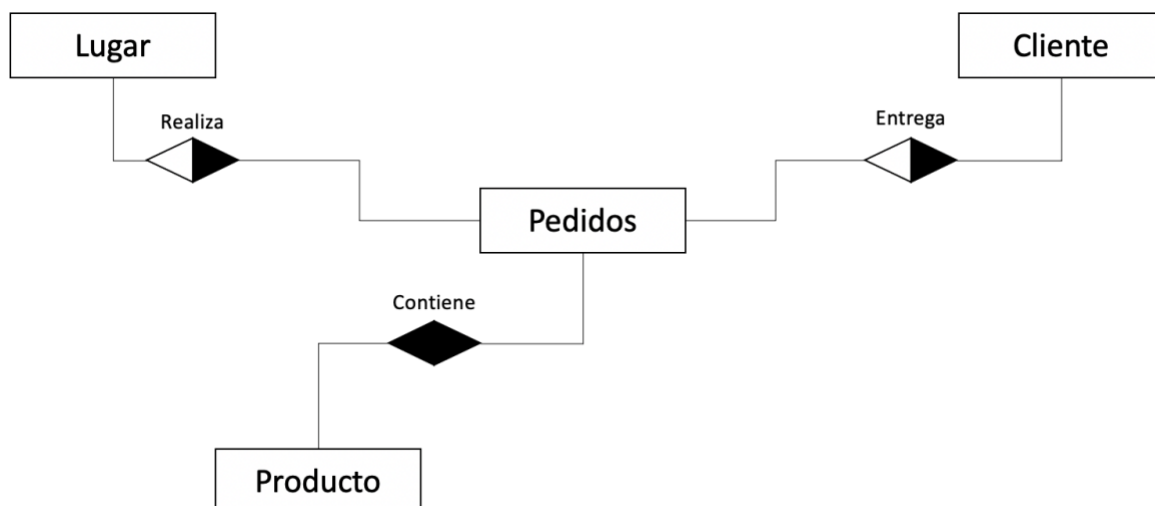 Lugar
Cliente
Realiza
Entrega
Pedidos
Contiene
Producto